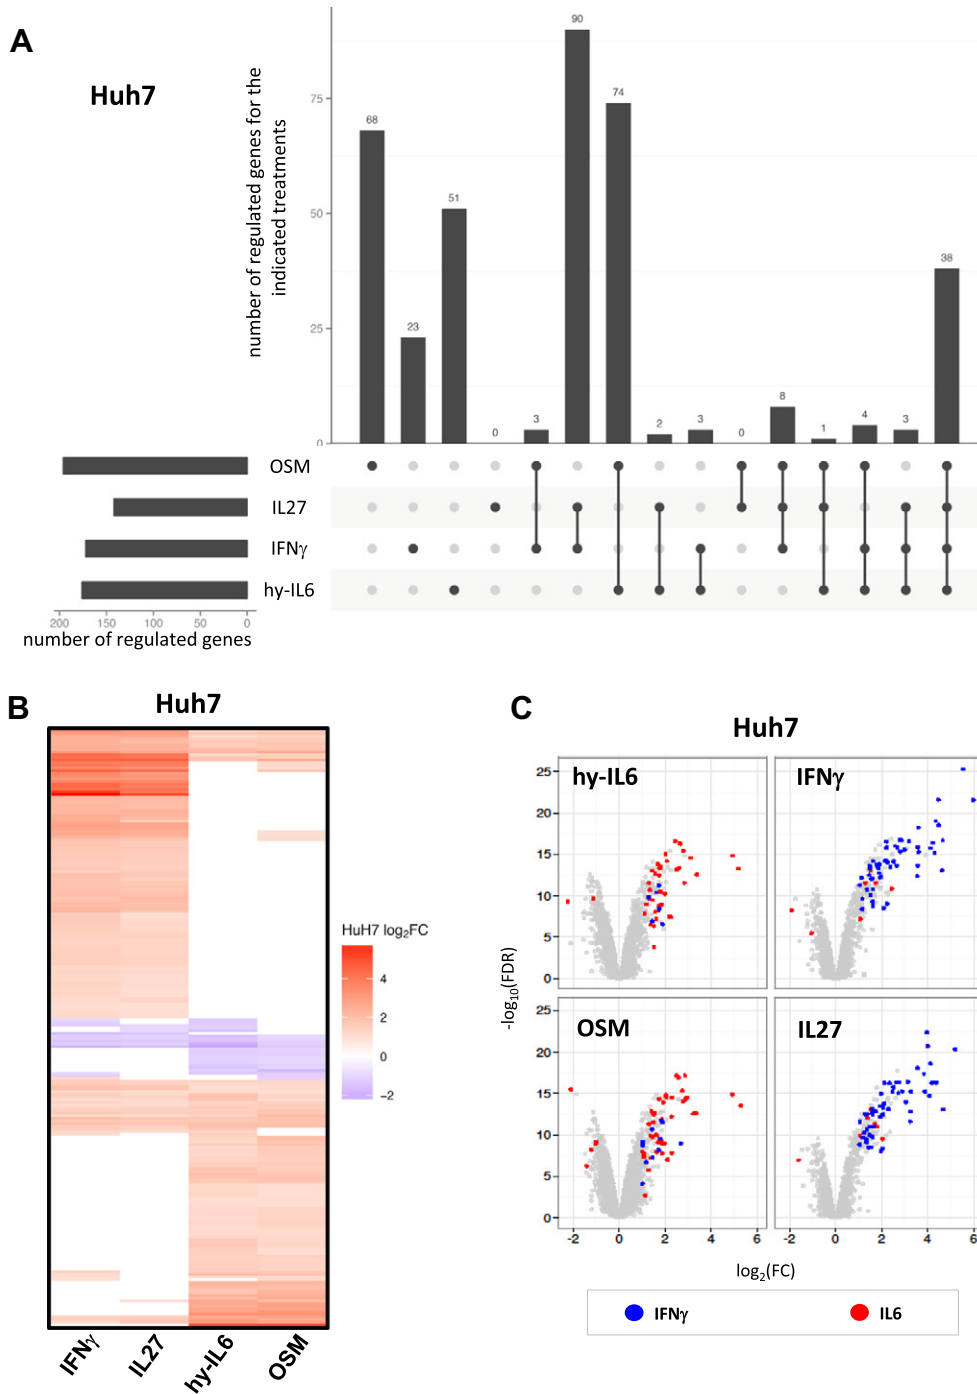 A
Huh7
number of regulated genes for the
indicated treatments
75
50
25
0
68
23
51
0
3
90
74
2
3
0
8
1
4
3
38
OSM
IL27
IFNγ
hy-IL6
200 150 100 50 0
number of regulated genes
B
Huh7
HuH7 log2FC
4
2
0
−2
IFNγ
IL27
hy-IL6
OSM
C
Huh7
hy-IL6
IFNγ
25
20
15
10
5
0
OSM
IL27
25
20
15
10
5
0
-log10(FDR)
-2 0 2 4 6
-2 0 2 4 6
log2(FC)
IFNγ
IL6